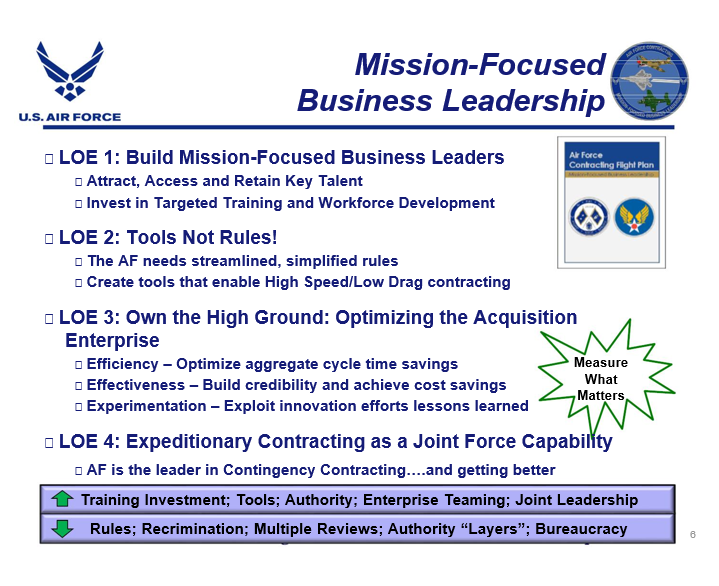 Mission-Focused
Business Leadership
U.S. AIR FORCE
LOE 1: Build Mission-Focused Business Leaders
Attract, Access and Retain Key Talent
Invest in Targeted Training and Workforce Development
Air Force
Contracting Flight Plan
LOE 2: Tools Not Rules!
The AF needs streamlined, simplified rules
Create tools that enable High Speed/Low Drag contracting
LOE 3: Own the High Ground: Optimizing the Acquisition
Enterprise
Efficiency – Optimize aggregate cycle time savings
Effectiveness – Build credibility and achieve cost savings
Experimentation – Exploit innovation efforts lessons learned
Measure
What
Matters
LOE 4: Expeditionary Contracting as a Joint Force Capability
AF is the leader in Contingency Contracting….and getting better
Training Investment; Tools; Authority; Enterprise Teaming; Joint Leadership
Rules; Recrimination; Multiple Reviews; Authority “Layers”; Bureaucracy
6